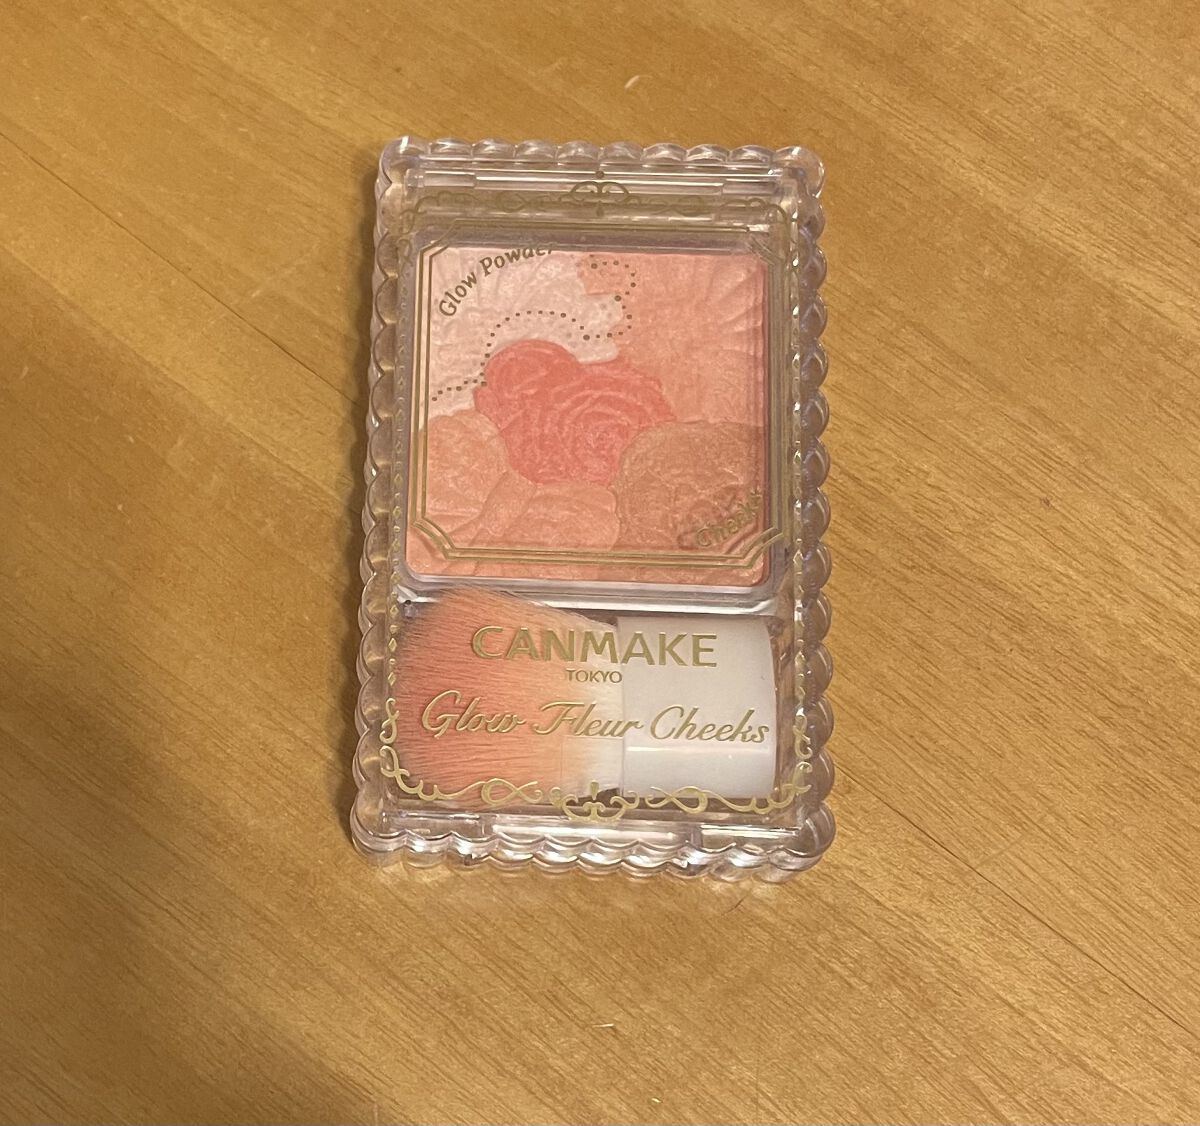 Glow Powder
Cheeks
CANMAKE
TOKYO
Glow Fleur Cheeks